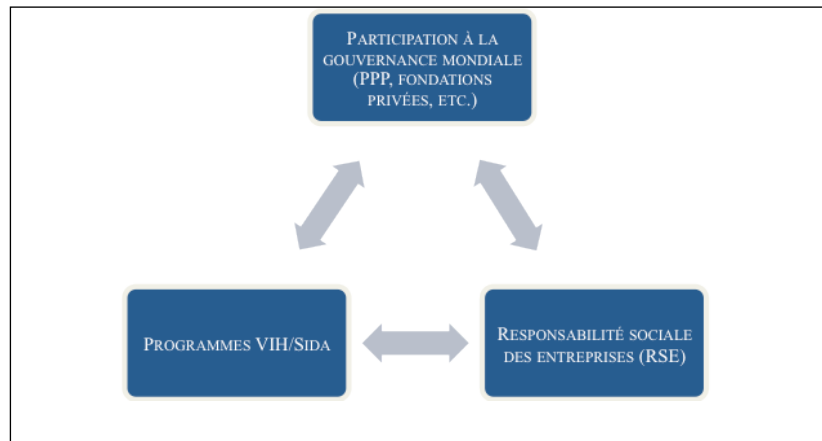 PARTICIPATION À LA
GOUVERNANCE MONDIALE
(PPP, FONDATIONS
PRIVÉES, ETC.)
PROGRAMMES VIH/SIDA
RESPONSABILITÉ SOCIALE
DES ENTREPRISES (RSE)